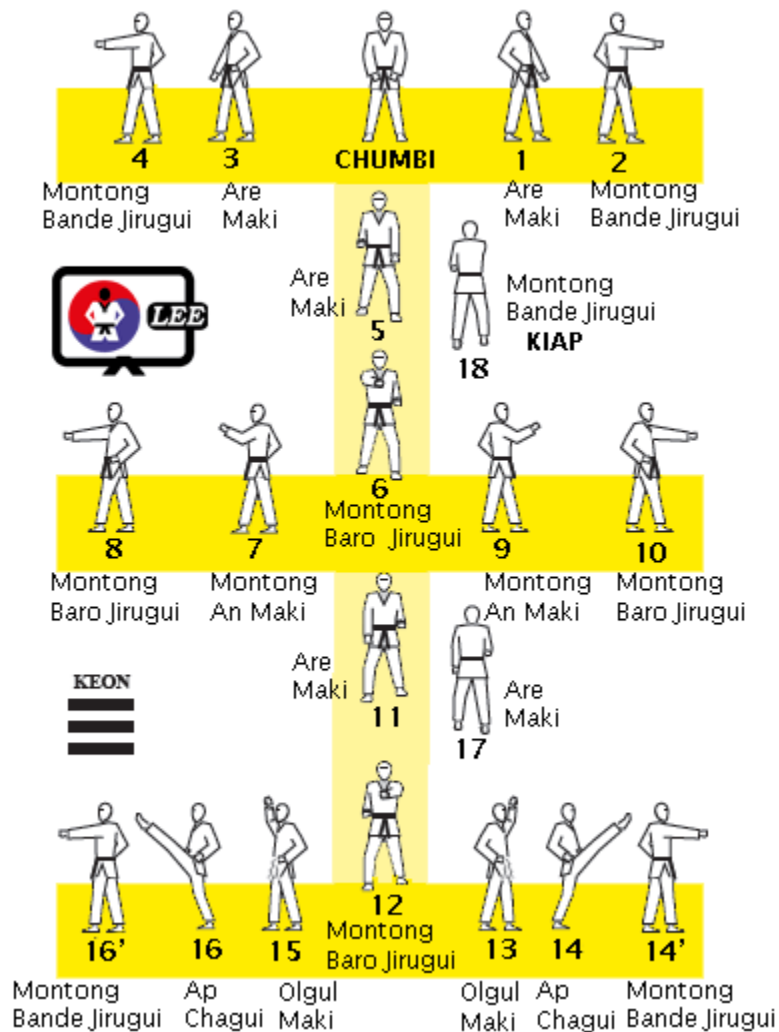 4 3 CHUMBI 1 2
Montong Are Are Montong
Bande Jirugui Maki Maki Bande Jirugui
Are
Maki
5
Montong
Bande Jirugui
KIAP
18
LEE
6
Montong
Baro Jirugui
8 7 9 10
Montong Montong Montong Montong
Baro Jirugui An Maki An Maki Baro Jirugui
Are
Maki
11
KEON
Are
Maki
17
12
Montong
Baro Jirugui
16’ 16 15 13 14 14’
Montong Ap Olgul Olgul Ap Montong
Bande Jirugui Chagui Maki Maki Chagui Bande Jirugui